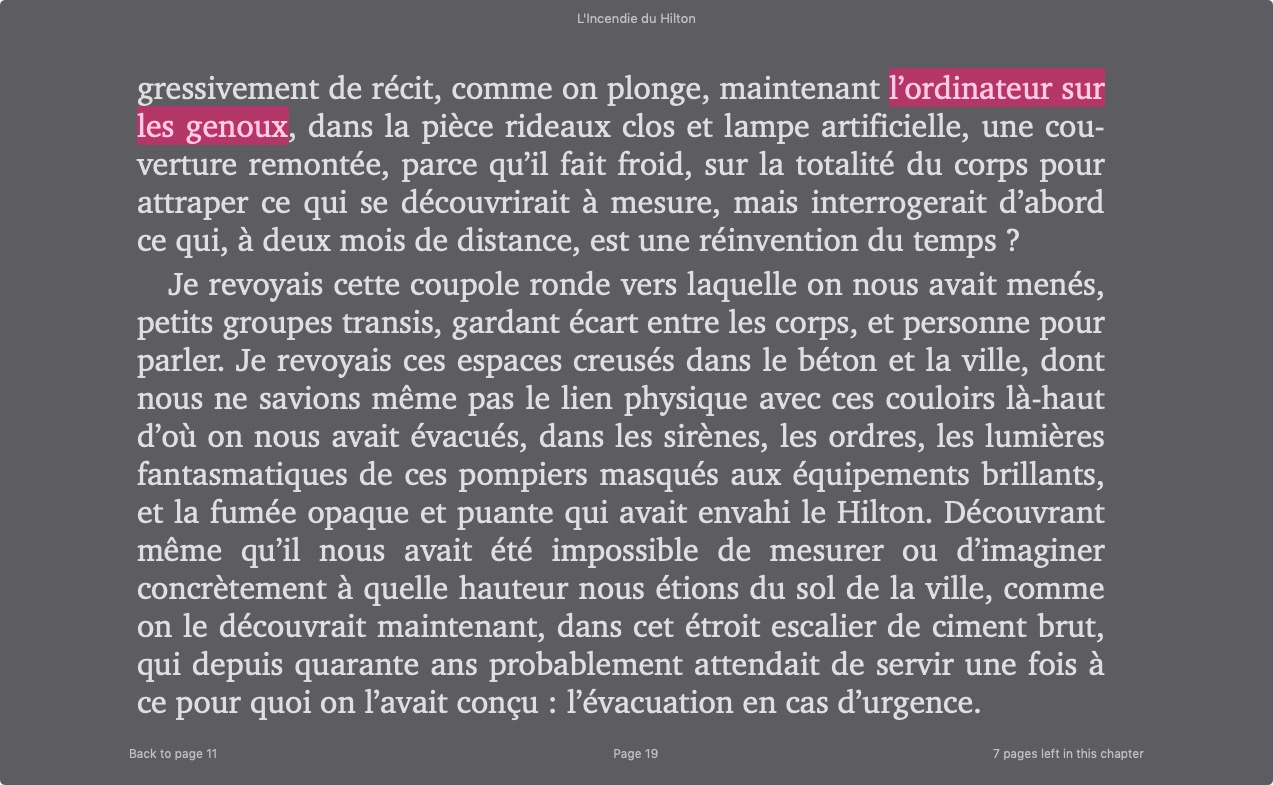 L'Incendie du Hilton
gressivement de récit, comme on plonge, maintenant l’ordinateur sur
les genoux, dans la pièce rideaux clos et lampe artificielle, une cou-
verture remontée, parce qu’il fait froid, sur la totalité du corps pour
attraper ce qui se découvrirait à mesure, mais interrogerait d’abord
ce qui, à deux mois de distance, est une réinvention du temps ?
Je revoyais cette coupole ronde vers laquelle on nous avait menés,
petits groupes transis, gardant écart entre les corps, et personne pour
parler. Je revoyais ces espaces creusés dans le béton et la ville, dont
nous ne savions même pas le lien physique avec ces couloirs là-haut
d’où on nous avait évacués, dans les sirènes, les ordres, les lumières
fantasmatiques de ces pompiers masqués aux équipements brillants,
et la fumée opaque et puante qui avait envahi le Hilton. Découvrant
même qu’il nous avait été impossible de mesurer ou d’imaginer
concrètement à quelle hauteur nous étions du sol de la ville, comme
on le découvrait maintenant, dans cet étroit escalier de ciment brut,
qui depuis quarante ans probablement attendait de servir une fois à
ce pour quoi on l’avait conçu : l’évacuation en cas d’urgence.
Back to page 11
Page 19
7 pages left in this chapter